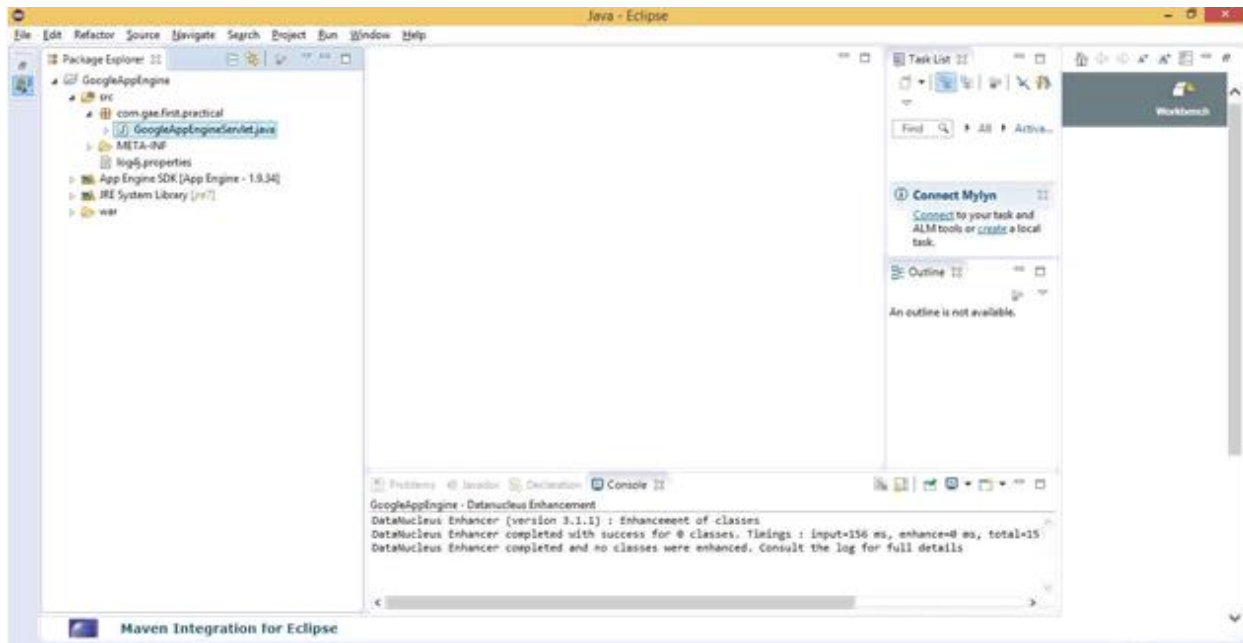 Java - Eclipse
File Edit Refactor Source Navigate Search Project Run Window Help
Package Explorer
GoogleAppEngine
src
com.gae.first.practical
GoogleAppEngineServlet.java
META-INF
log4j.properties
App Engine SDK [App Engine - 1.9.34]
JRE System Library [jre7]
war
Task List
Find All Activa...
Connect Mylyn
Connect to your task and
ALM tools or create a local
task.
Outline
An outline is not available.
Workbench
Problems Javadoc Declaration Console
GoogleAppEngine - Datanucleus Enhancement
DataNucleus Enhancer (version 3.1.1) : Enhancement of classes
DataNucleus Enhancer completed with success for 0 classes. Timings : input=156 ms, enhance=0 ms, total=15
DataNucleus Enhancer completed and no classes were enhanced. Consult the log for full details
Maven Integration for Eclipse